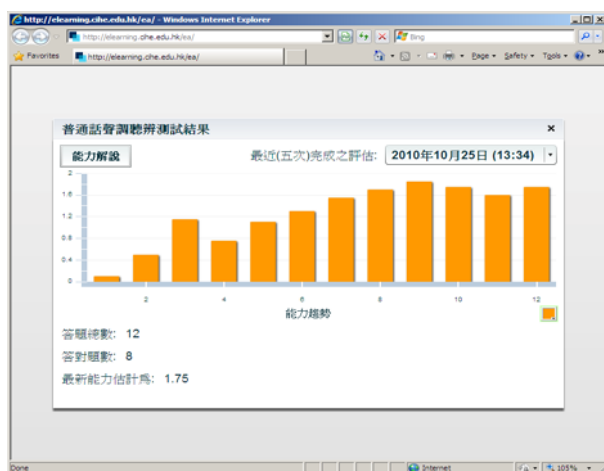 http://elearning.cihe.edu.hk/ea/ - Windows Internet Explorer
http://elearning.cihe.edu.hk/ea/
Bing
Favorites
http://elearning.cihe.edu.hk/ea/
Page
Safety
Tools
普通話聲調聽辨測試結果
能力解說
最近(五次)完成之評估:
2010年10月25日 (13:34)
2
1.6
1.2
0.8
0.4
0
2 4 6 8 10 12
能力趨勢
答題總數: 12
答對題數: 8
最新能力估計為: 1.75
Done
Internet
105%